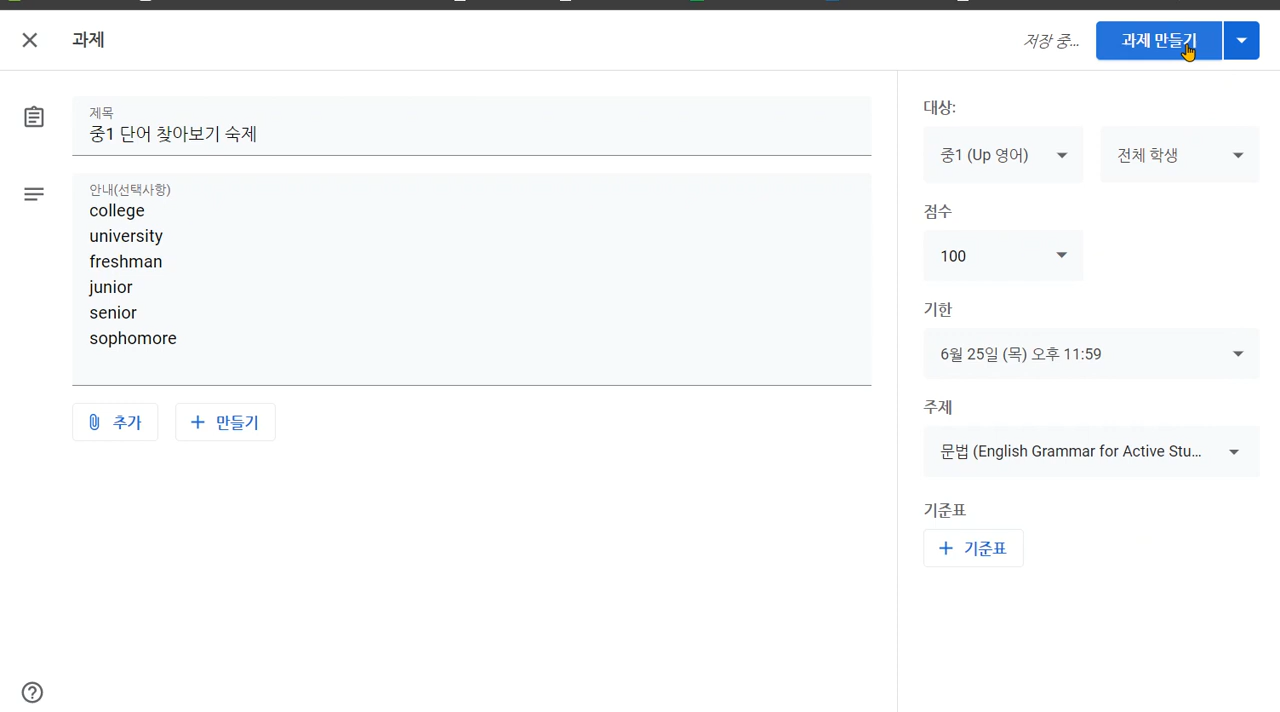 과제
저장 중...
과제 만들기
제목
중1 단어 찾아보기 숙제
안내(선택사항)
college
university
freshman
junior
senior
sophomore
추가
만들기
대상:
중1 (Up 영어)
전체 학생
점수
100
기한
6월 25일 (목) 오후 11:59
주제
문법 (English Grammar for Active Stu...
기준표
기준표